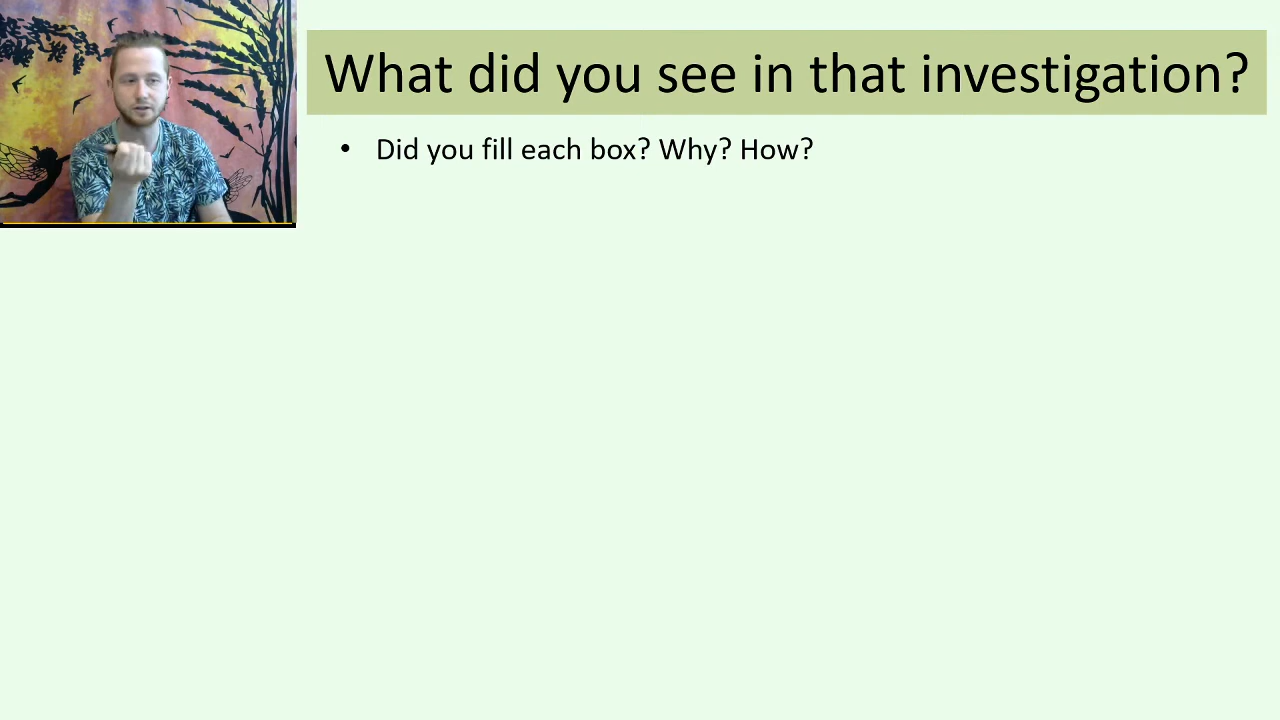 What did you see in that investigation?
• Did you fill each box? Why? How?